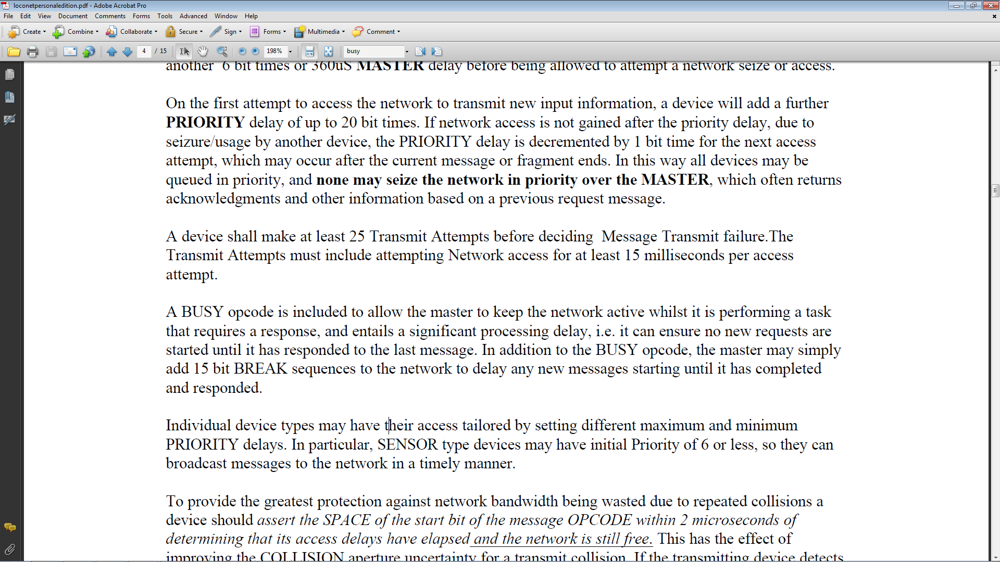 loconetpersonaledition.pdf - Adobe Acrobat Pro
File Edit View Document Comments Forms Tools Advanced Window Help
Create Combine Collaborate Secure Sign Forms Multimedia Comment
4 / 15 198% busy
another 6 bit times or 360uS MASTER delay before being allowed to attempt a network seize or access.
On the first attempt to access the network to transmit new input information, a device will add a further
PRIORITY delay of up to 20 bit times. If network access is not gained after the priority delay, due to
seizure/usage by another device, the PRIORITY delay is decremented by 1 bit time for the next access
attempt, which may occur after the current message or fragment ends. In this way all devices may be
queued in priority, and none may seize the network in priority over the MASTER, which often returns
acknowledgments and other information based on a previous request message.
A device shall make at least 25 Transmit Attempts before deciding Message Transmit failure.The
Transmit Attempts must include attempting Network access for at least 15 milliseconds per access
attempt.
A BUSY opcode is included to allow the master to keep the network active whilst it is performing a task
that requires a response, and entails a significant processing delay, i.e. it can ensure no new requests are
started until it has responded to the last message. In addition to the BUSY opcode, the master may simply
add 15 bit BREAK sequences to the network to delay any new messages starting until it has completed
and responded.
Individual device types may have their access tailored by setting different maximum and minimum
PRIORITY delays. In particular, SENSOR type devices may have initial Priority of 6 or less, so they can
broadcast messages to the network in a timely manner.
To provide the greatest protection against network bandwidth being wasted due to repeated collisions a
device should assert the SPACE of the start bit of the message OPCODE within 2 microseconds of
determining that its access delays have elapsed and the network is still free. This has the effect of
improving the COLLISION aperture uncertainty for a transmit collision. If the transmitting device detects